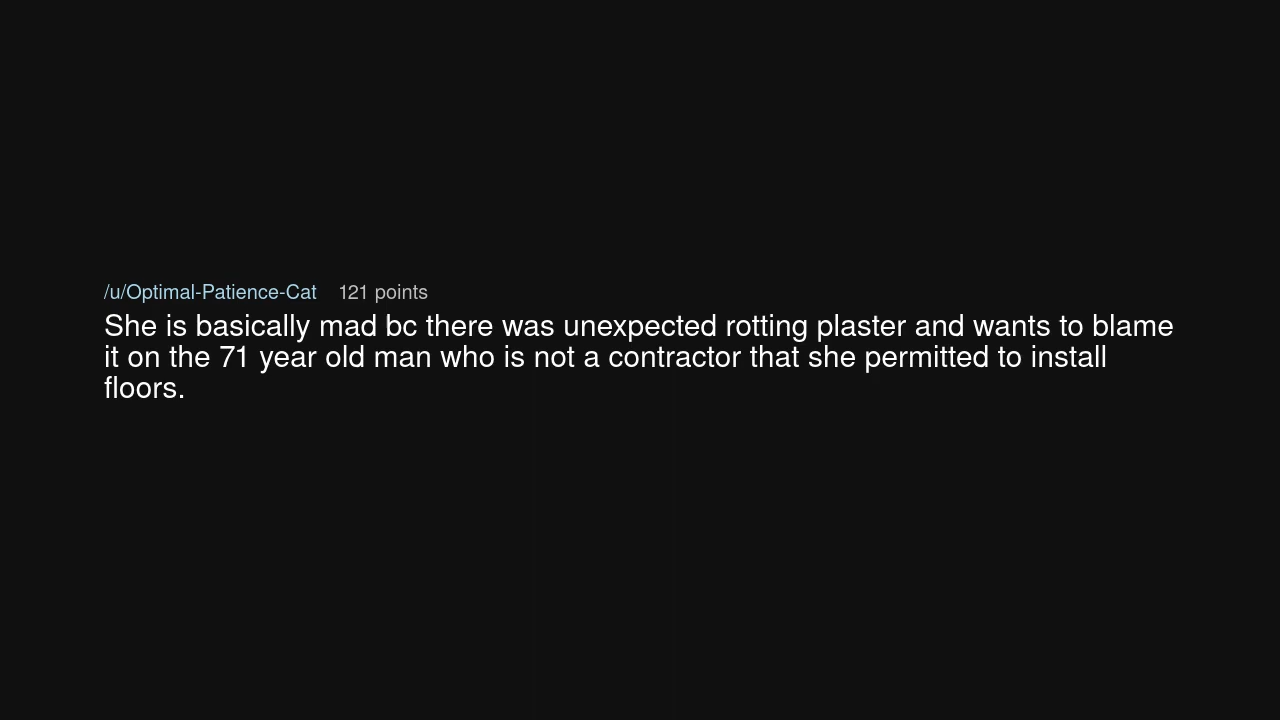 /u/Optimal-Patience-Cat 121 points
She is basically mad bc there was unexpected rotting plaster and wants to blame
it on the 71 year old man who is not a contractor that she permitted to install
floors.